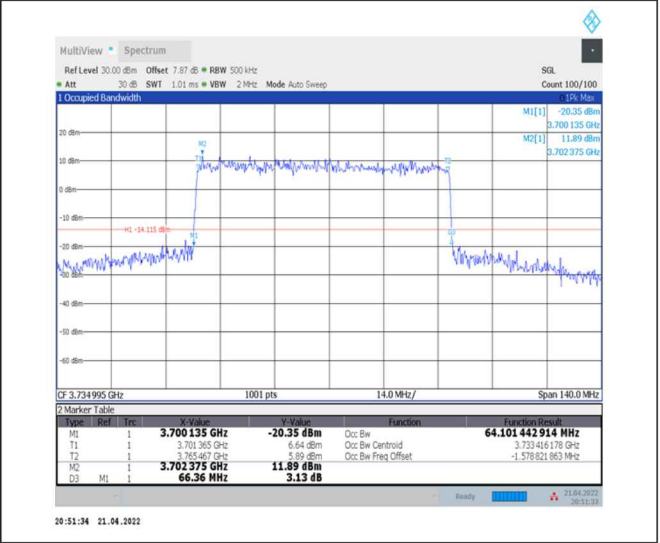 MultiView Spectrum
Ref Level 30.00 dBm Offset 7.87 dB RBW 500 kHz SGL
Att 30 dB SWT 1.01 ms VBW 2 MHz Mode Auto Sweep Count 100/100
1 Occupied Bandwidth 1Pk Max
M1[1] -20.35 dBm
3.700 135 GHz
M2[1] 11.89 dBm
3.702 375 GHz
20 dBm
M2
10 dBm
T1
0 dBm
-10 dBm
H1 -14.115 dBm
M1
-20 dBm
-30 dBm
-40 dBm
-50 dBm
-60 dBm
CF 3.734 995 GHz 1001 pts 14.0 MHz/ Span 140.0 MHz
2 Marker Table
Type Ref Trc X-Value Y-Value Function Function Result
M1 1 3.700 135 GHz -20.35 dBm Occ Bw 64.101 442 914 MHz
T1 1 3.701 365 GHz 6.64 dBm Occ Bw Centroid 3.733 416 178 GHz
T2 1 3.765 467 GHz 5.89 dBm Occ Bw Freq Offset -1.578 821 863 MHz
M2 1 3.702 375 GHz 11.89 dBm
D3 M1 1 66.36 MHz 3.13 dB
Ready 21.04.2022
20:51:33
20:51:34 21.04.2022